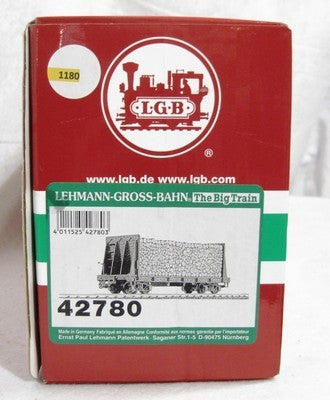 1180
L·G·B
®
www.lgb.de www.lgb.com
LEHMANN-GROSS-BAHN® The Big Train
4 011525 427803
42780
Made in Germany Fabriqué en Allemagne Conformité aux normes garantie par l'importateur
Ernst Paul Lehmann Patentwerk · Saganer Str.1-5 D-90475 Nürnberg